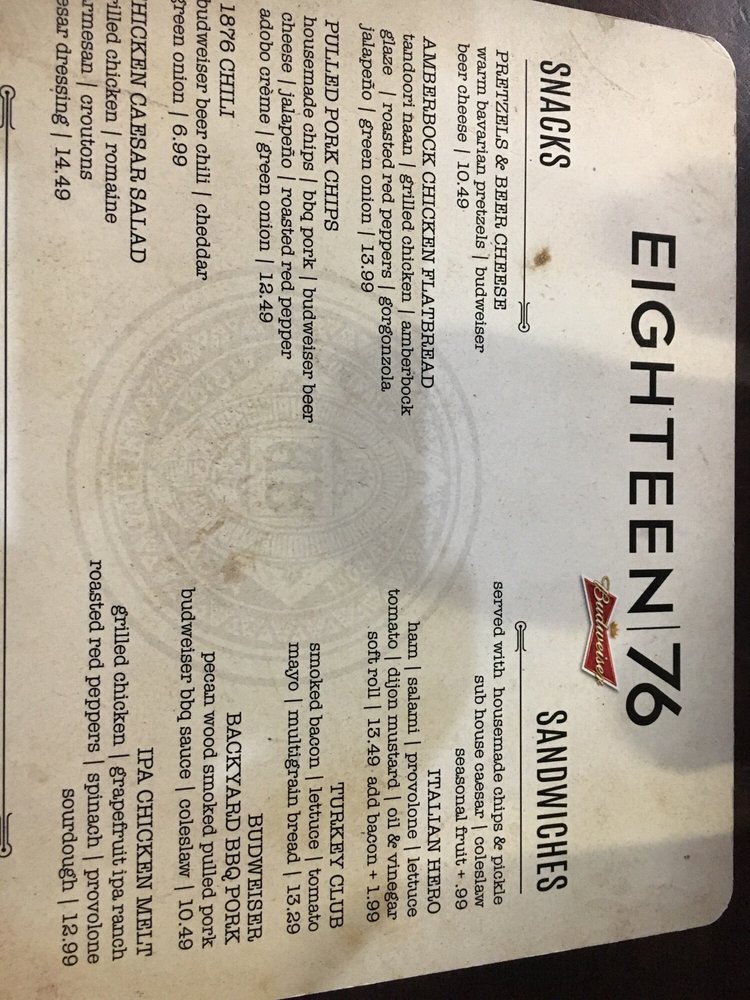 EIGHTEEN|76
Budweiser
SNACKS
PRETZELS & BEER CHEESE
warm bavarian pretzels | budweiser
beer cheese | 10.49
AMBERBOCK CHICKEN FLATBREAD
tandoori naan | grilled chicken | amberbock
glaze | roasted red peppers | gorgonzola
jalapeño | green onion | 13.99
PULLED PORK CHIPS
housemade chips | bbq pork | budweiser beer
cheese | jalapeño | roasted red pepper
adobo crème | green onion | 12.49
1876 CHILI
budweiser beer chili | cheddar
green onion | 6.99
HICKEN CAESAR SALAD
rilled chicken | romaine
rmesan | croutons
esar dressing | 14.49
SANDWICHES
served with housemade chips & pickle
sub house caesar | coleslaw
seasonal fruit + .99
ITALIAN HERO
ham | salami | provolone | lettuce
tomato | dijon mustard | oil & vinegar
soft roll | 13.49 add bacon + 1.99
TURKEY CLUB
smoked bacon | lettuce | tomato
mayo | multigrain bread | 13.29
BUDWEISER
BACKYARD BBQ PORK
pecan wood smoked pulled pork
budweiser bbq sauce | coleslaw | 10.49
IPA CHICKEN MELT
grilled chicken | grapefruit ipa ranch
roasted red peppers | spinach | provolone
sourdough | 12.99